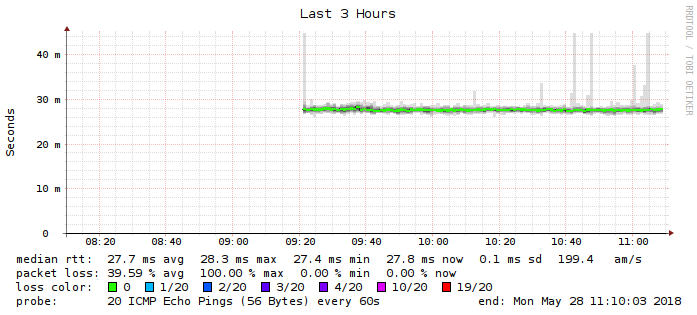 Last 3 Hours
RRDTOOL / TOBI OETIKER
Seconds
40 m
30 m
20 m
10 m
0
08:20 08:40 09:00 09:20 09:40 10:00 10:20 10:40 11:00
median rtt: 27.7 ms avg 28.3 ms max 27.4 ms min 27.8 ms now 0.1 ms sd 199.4 am/s
packet loss: 39.59 % avg 100.00 % max 0.00 % min 0.00 % now
loss color: 0 1/20 2/20 3/20 4/20 10/20 19/20
probe: 20 ICMP Echo Pings (56 Bytes) every 60s end: Mon May 28 11:10:03 2018